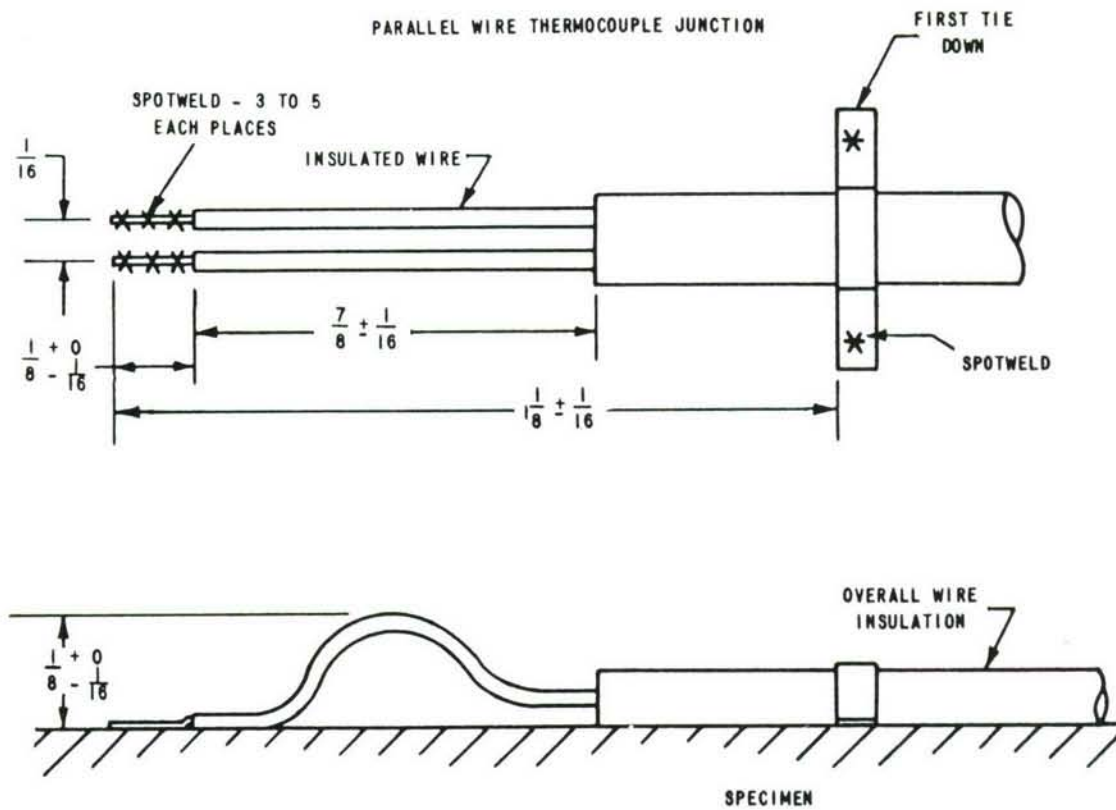 PARALLEL WIRE THERMOCOUPLE JUNCTION
FIRST TIE
DOWN
SPOTWELD - 3 TO 5
EACH PLACES
1/16
INSULATED WIRE
7/8 ± 1/16
1/8 + 0 - 1/16
SPOTWELD
1 1/8 ± 1/16
OVERALL WIRE
INSULATION
1/8 + 0 - 1/16
SPECIMEN